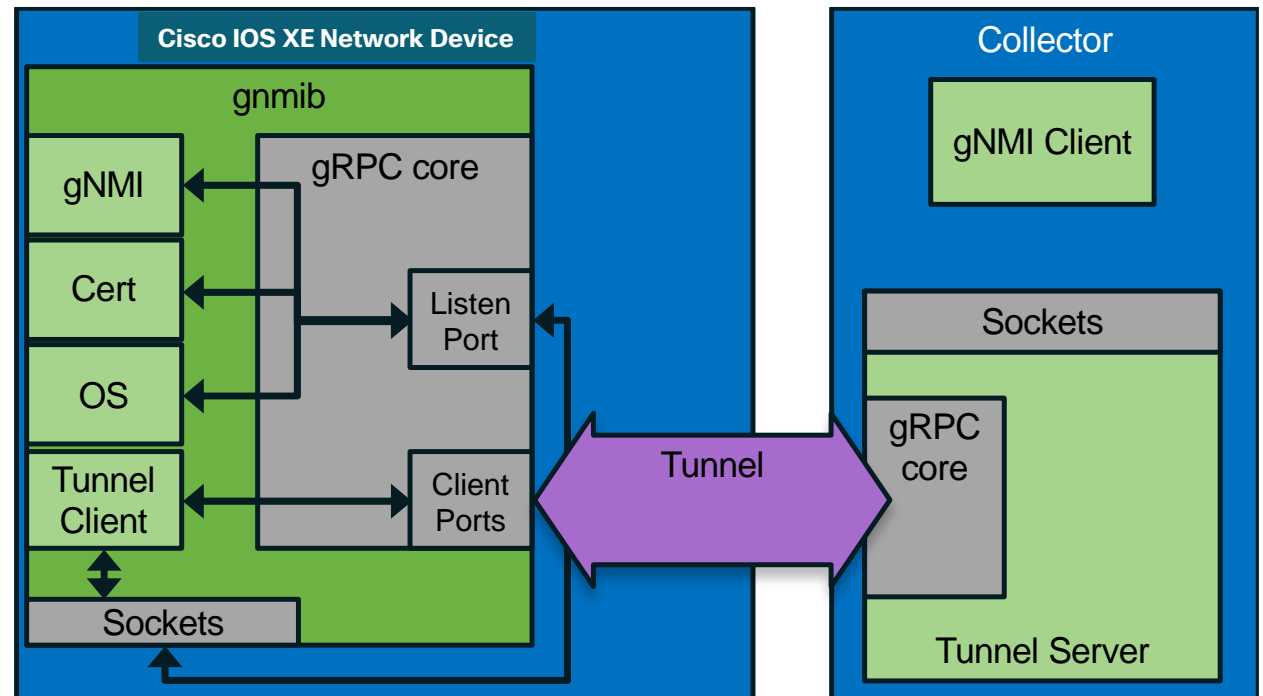 Cisco IOS XE Network Device
gnmib
gNMI
Cert
OS
Tunnel
Client
Sockets
gRPC core
Listen
Port
Client
Ports
Tunnel
Collector
gNMI Client
Sockets
gRPC
core
Tunnel Server